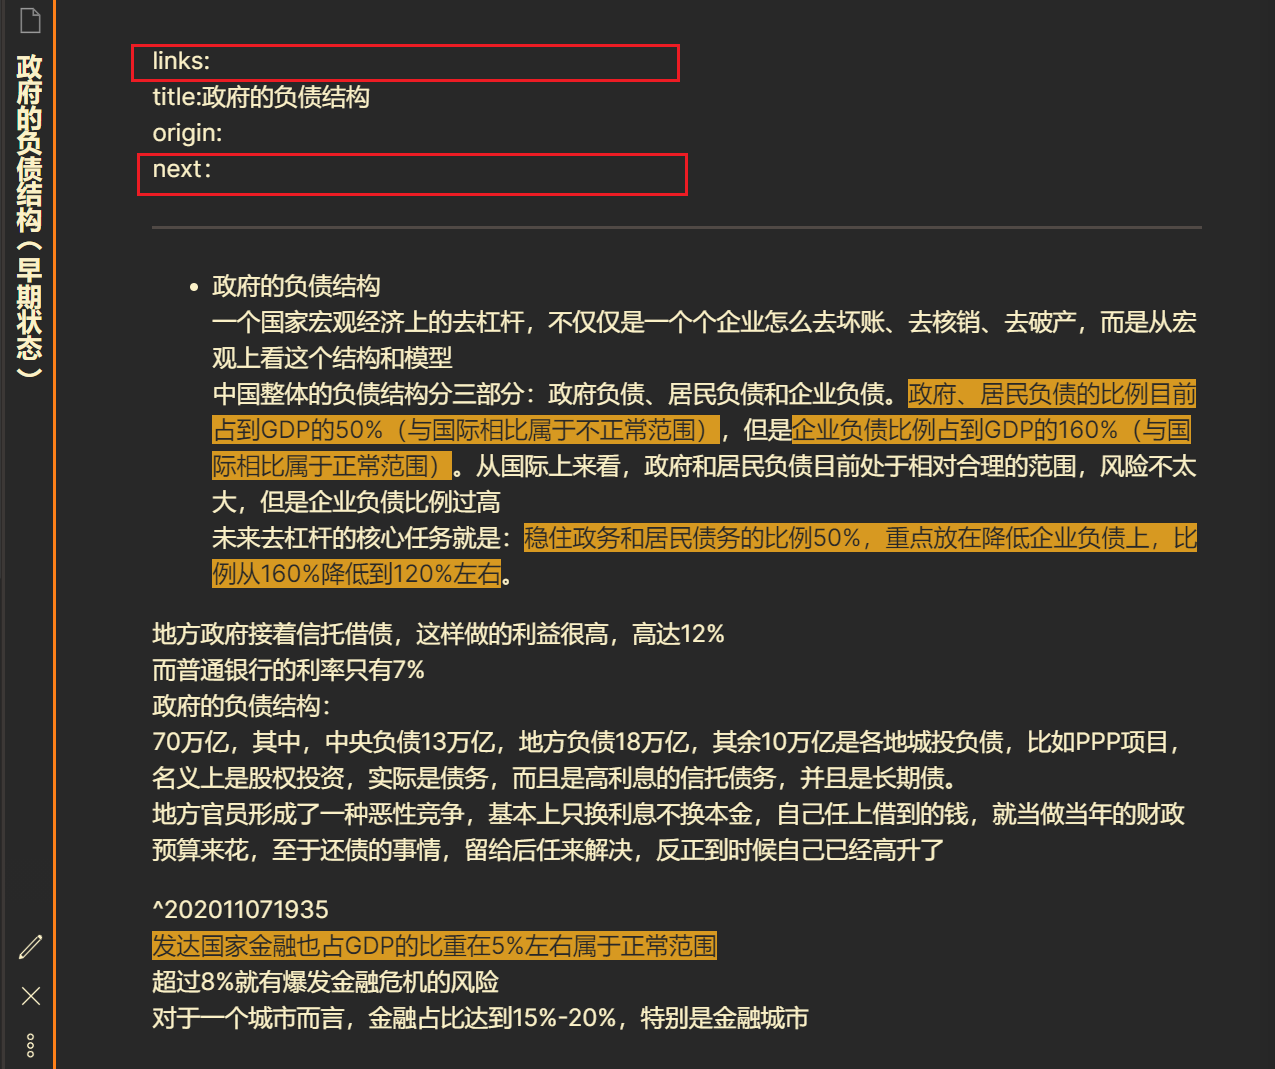 政府的负债结构（早期状态）
links:
title:政府的负债结构
origin:
next：
政府的负债结构
一个国家宏观经济上的去杠杆，不仅仅是一个个企业怎么去坏账、去核销、去破产，而是从宏
观上看这个结构和模型
中国整体的负债结构分三部分：政府负债、居民负债和企业负债。政府、居民负债的比例目前
占到GDP的50%（与国际相比属于不正常范围），但是企业负债比例占到GDP的160%（与国
际相比属于正常范围）。从国际上来看，政府和居民负债目前处于相对合理的范围，风险不太
大，但是企业负债比例过高
未来去杠杆的核心任务就是：稳住政务和居民债务的比例50%，重点放在降低企业负债上，比
例从160%降低到120%左右。
地方政府接着信托借债，这样做的利益很高，高达12%
而普通银行的利率只有7%
政府的负债结构：
70万亿，其中，中央负债13万亿，地方负债18万亿，其余10万亿是各地城投负债，比如PPP项目，
名义上是股权投资，实际是债务，而且是高利息的信托债务，并且是长期债。
地方官员形成了一种恶性竞争，基本上只换利息不换本金，自己任上借到的钱，就当做当年的财政
预算来花，至于还债的事情，留给后任来解决，反正到时候自己已经高升了
^202011071935
发达国家金融也占GDP的比重在5%左右属于正常范围
超过8%就有爆发金融危机的风险
对于一个城市而言，金融占比达到15%-20%，特别是金融城市